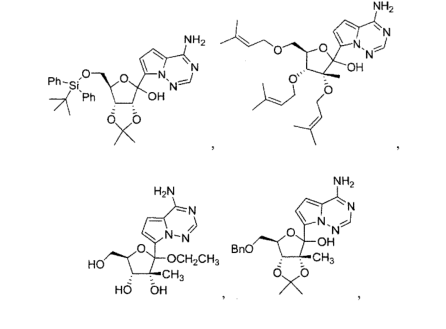 NH₂
N
N
N
Ph
Si
O
Ph
O
OH
O
O
,
NH₂
N
N
N
O
O
O
OH
O
,
H₂N
N
N
N
HO
O
OCH₂CH₃
CH₃
HO
OH
,
NH₂
N
N
N
BnO
O
OH
CH₃
O
O
,